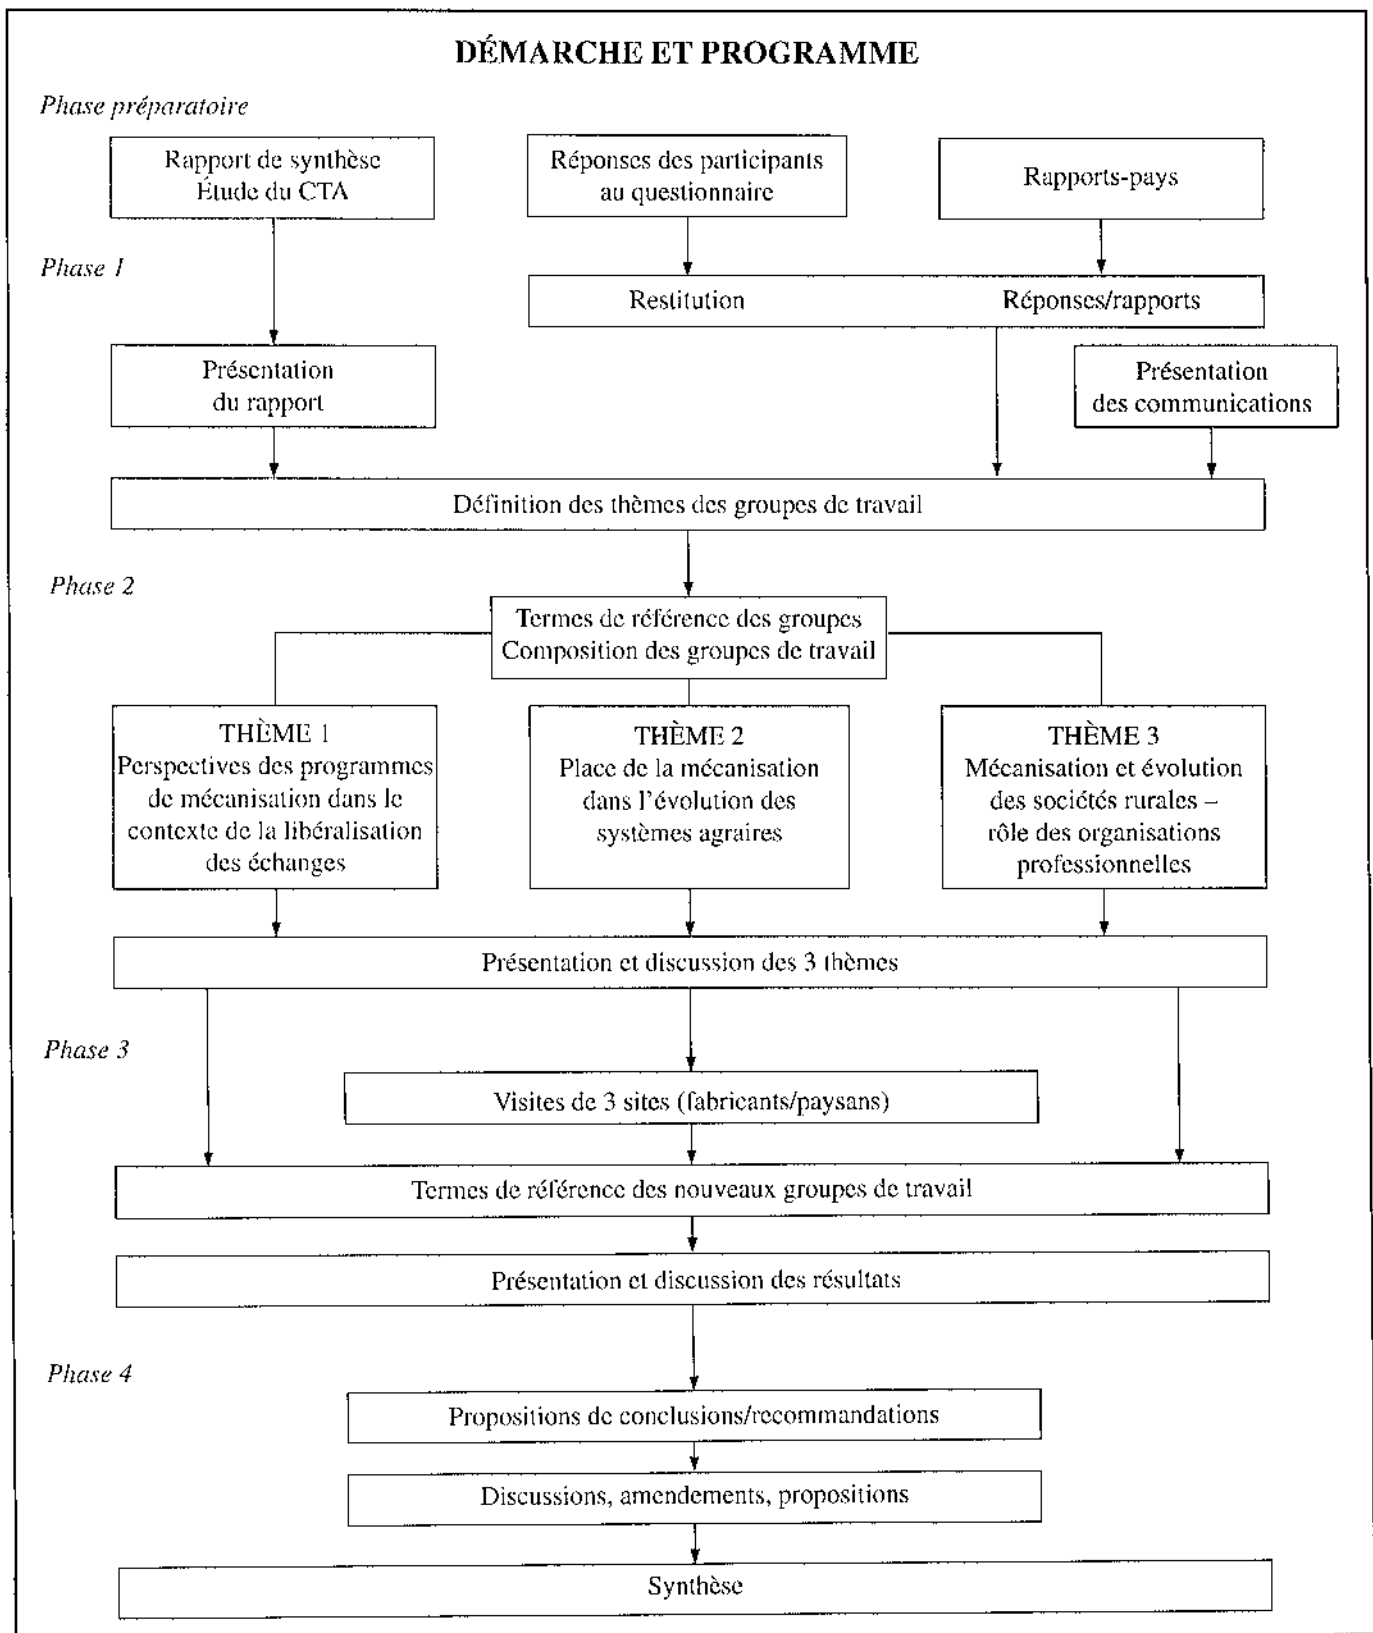 DÉMARCHE ET PROGRAMME
Phase préparatoire
Rapport de synthèse
Étude du CTA
Réponses des participants
au questionnaire
Rapports-pays
Phase 1
Restitution
Réponses/rapports
Présentation
du rapport
Présentation
des communications
Définition des thèmes des groupes de travail
Phase 2
Termes de référence des groupes
Composition des groupes de travail
THÈME 1
Perspectives des programmes
de mécanisation dans le
contexte de la libéralisation
des échanges
THÈME 2
Place de la mécanisation
dans l'évolution des
systèmes agraires
THÈME 3
Mécanisation et évolution
des sociétés rurales –
rôle des organisations
professionnelles
Présentation et discussion des 3 thèmes
Phase 3
Visites de 3 sites (fabricants/paysans)
Termes de référence des nouveaux groupes de travail
Présentation et discussion des résultats
Phase 4
Propositions de conclusions/recommandations
Discussions, amendements, propositions
Synthèse